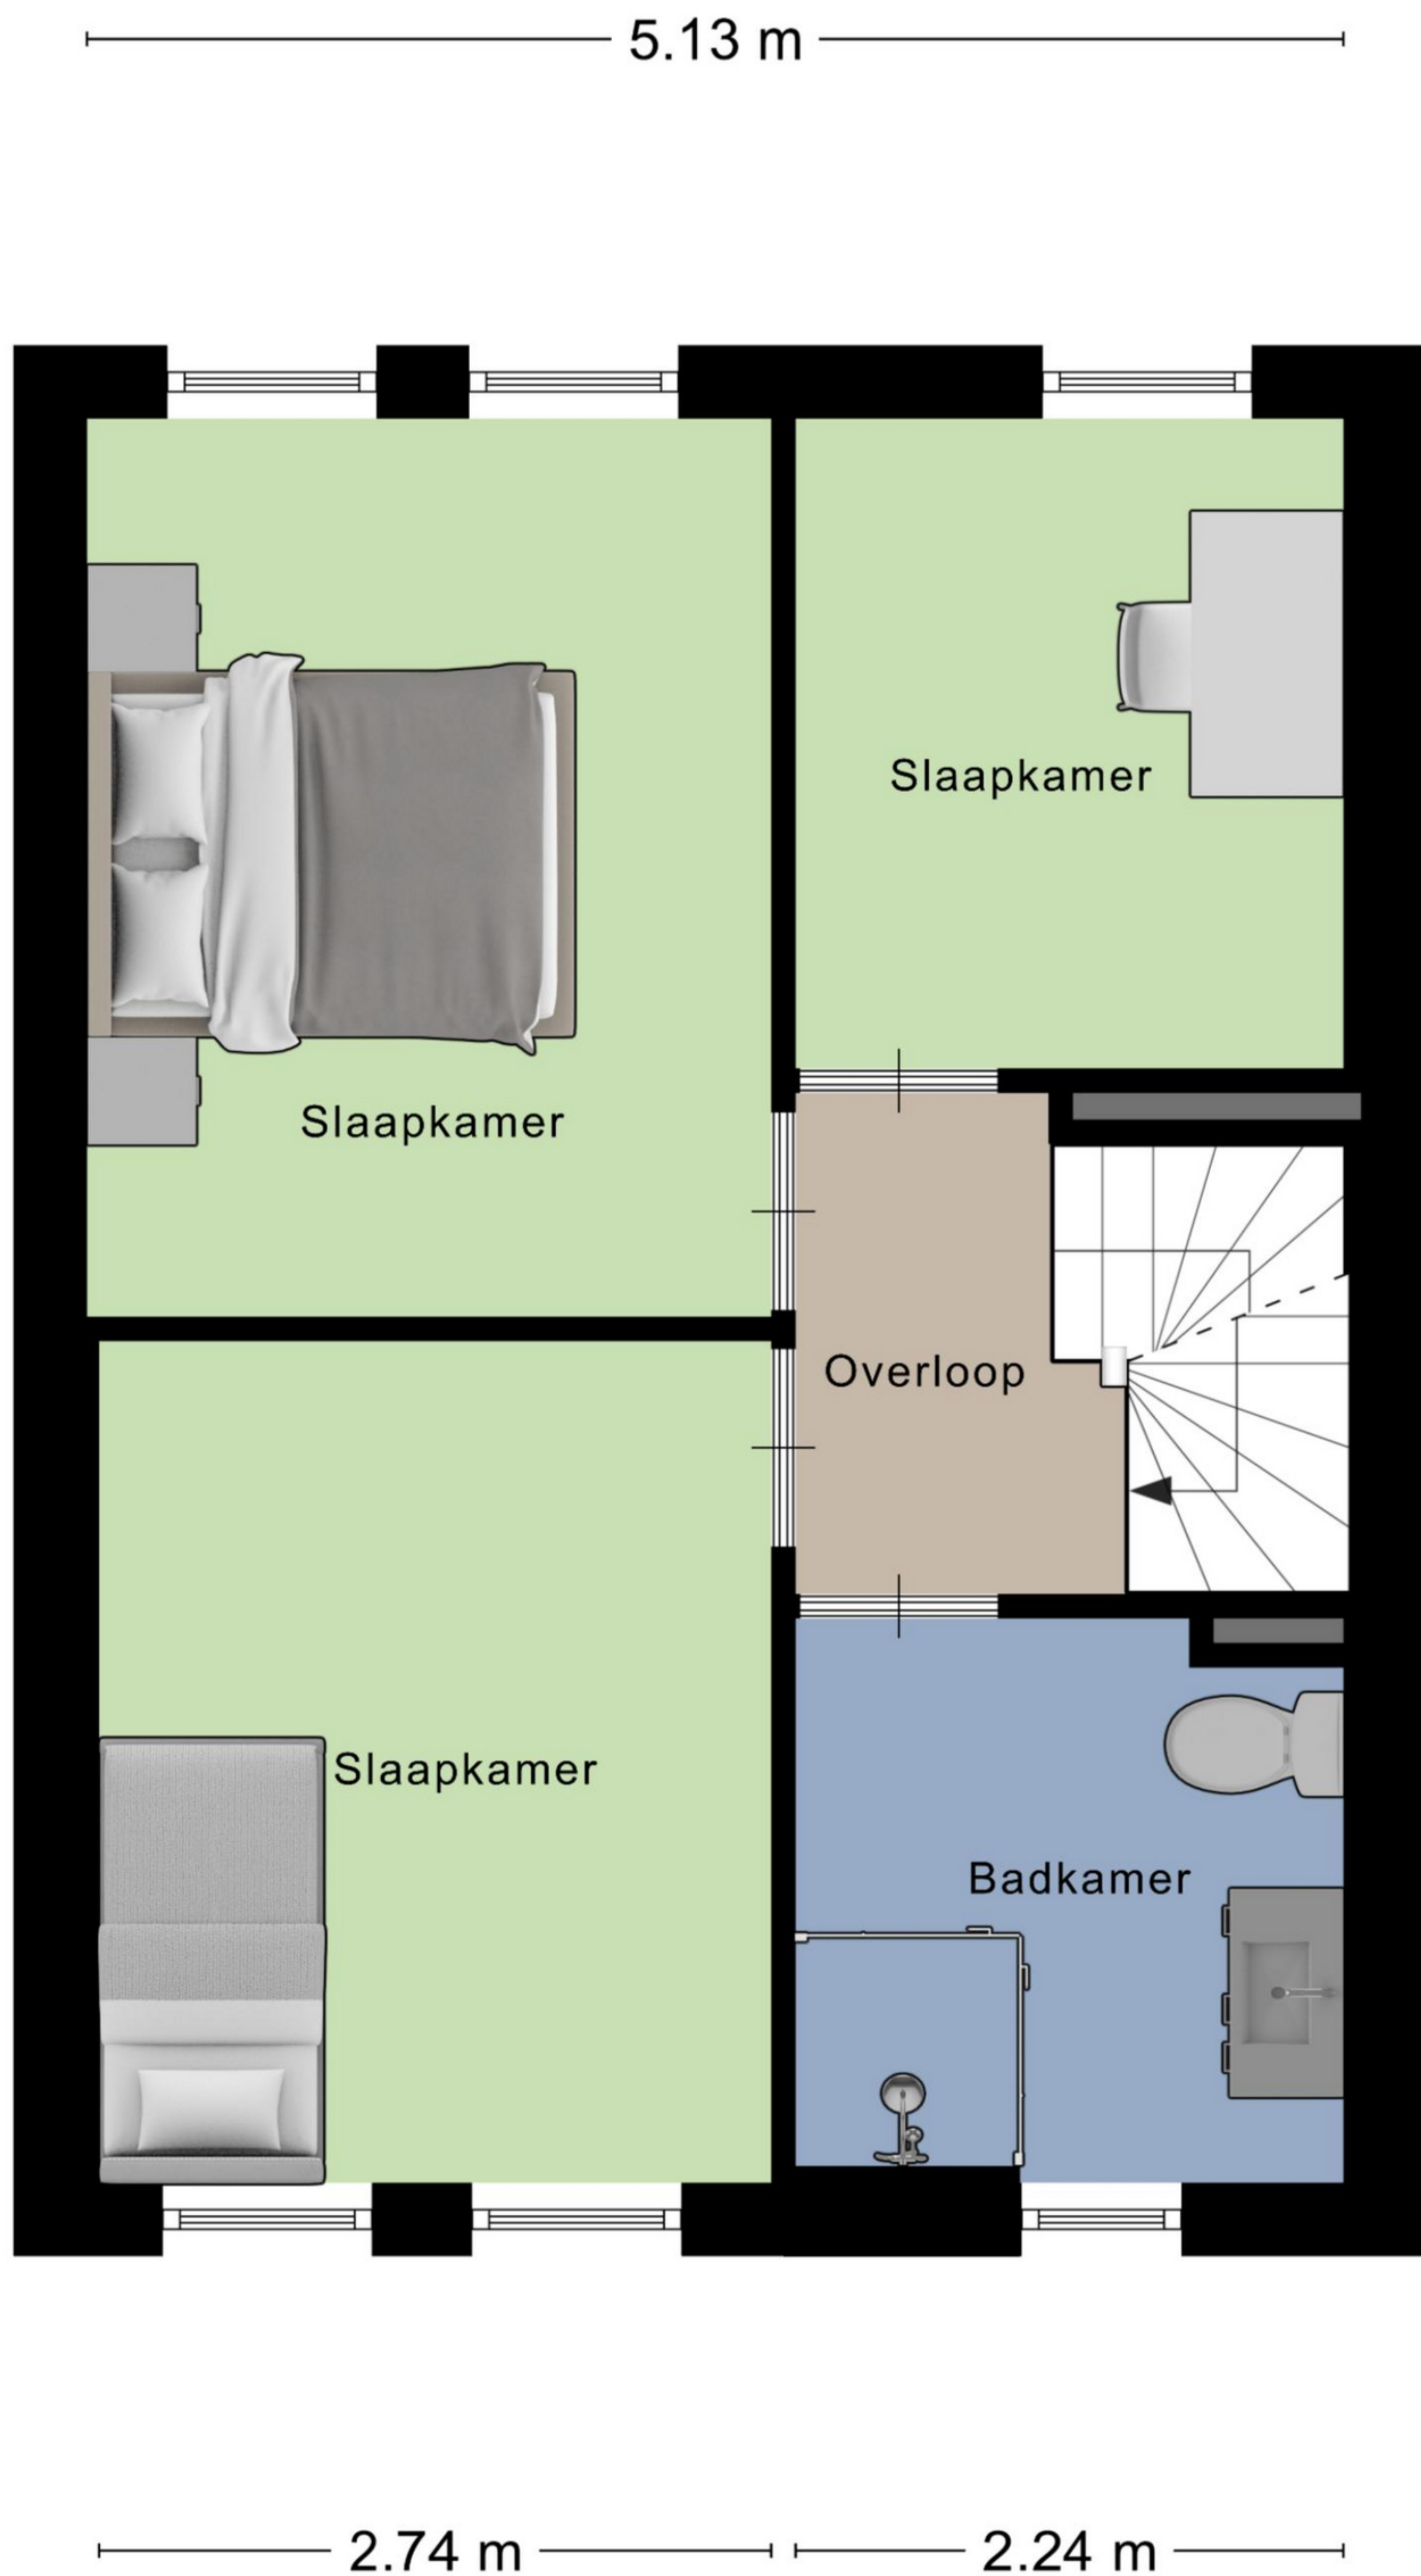 5.13 m
Slaapkamer
Slaapkamer
Overloop
Slaapkamer
Badkamer
2.74 m
2.24 m